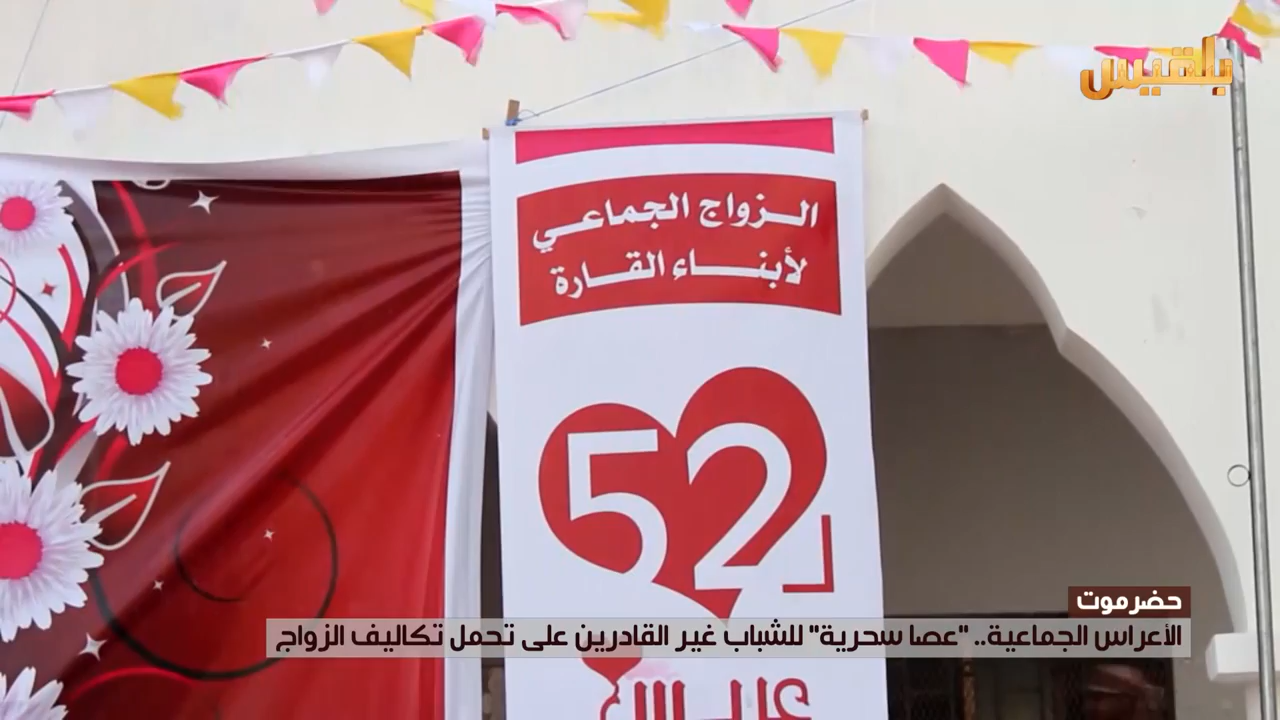 بلقيس
الزواج الجماعي
لأبناء القارة
52
حضرموت
الأعراس الجماعية.. "عصا سحرية" للشباب غير القادرين على تحمل تكاليف الزواج